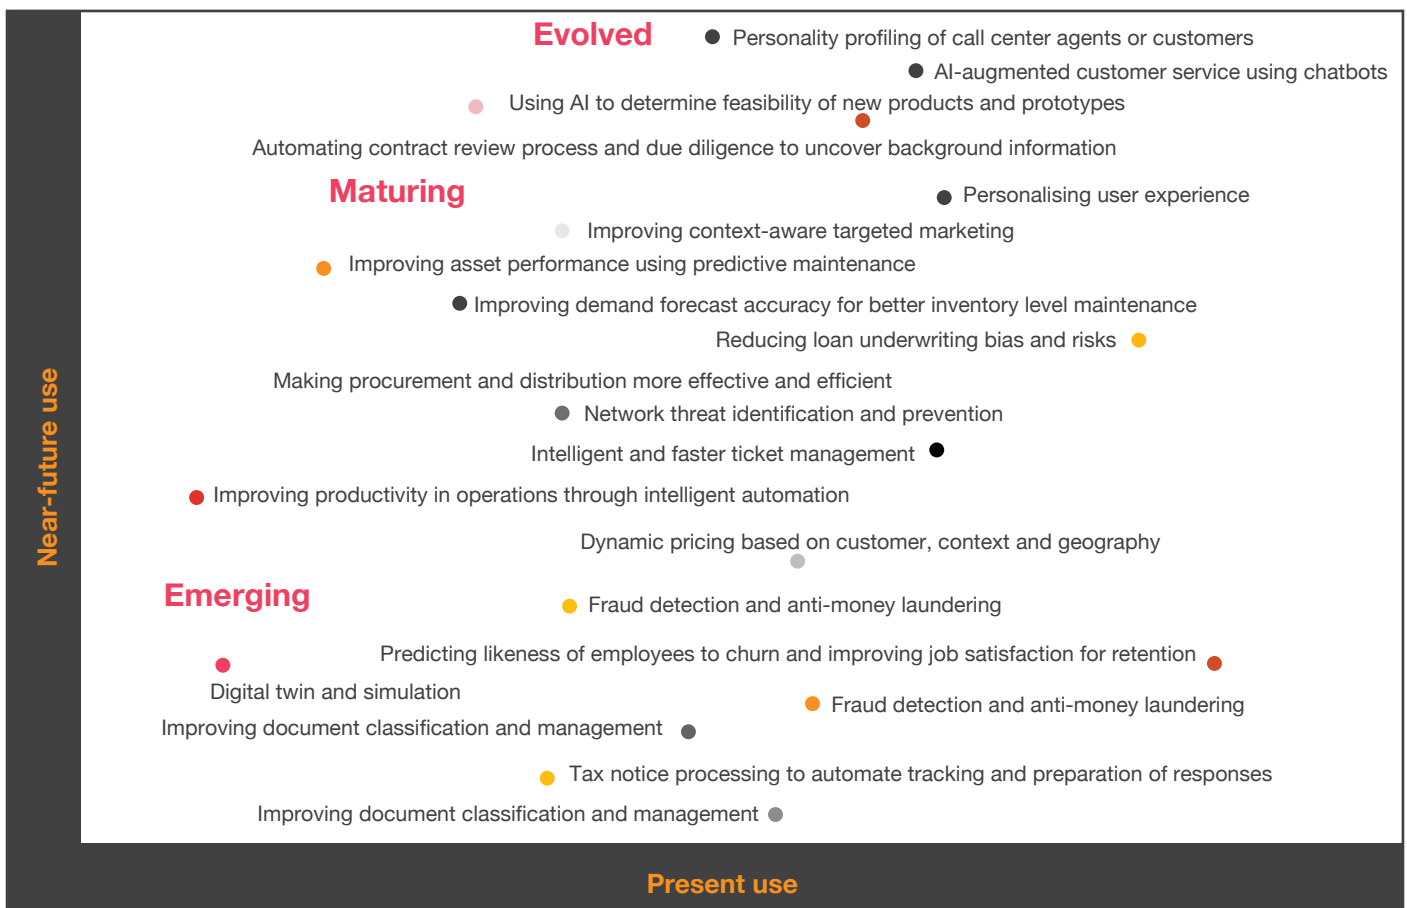 Evolved
Personality profiling of call center agents or customers
AI-augmented customer service using chatbots
Using AI to determine feasibility of new products and prototypes
Automating contract review process and due diligence to uncover background information
Maturing
Personalising user experience
Improving context-aware targeted marketing
Improving asset performance using predictive maintenance
Improving demand forecast accuracy for better inventory level maintenance
Reducing loan underwriting bias and risks
Making procurement and distribution more effective and efficient
Network threat identification and prevention
Intelligent and faster ticket management
Improving productivity in operations through intelligent automation
Dynamic pricing based on customer, context and geography
Emerging
Fraud detection and anti-money laundering
Predicting likeness of employees to churn and improving job satisfaction for retention
Digital twin and simulation
Fraud detection and anti-money laundering
Improving document classification and management
Tax notice processing to automate tracking and preparation of responses
Improving document classification and management
Near-future use
Present use